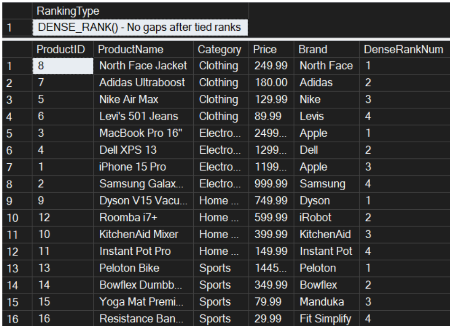 RankingType
1 DENSE_RANK() - No gaps after tied ranks
ProductID ProductName Category Price Brand DenseRankNum
1 8 North Face Jacket Clothing 249.99 North Face 1
2 7 Adidas Ultraboost Clothing 180.00 Adidas 2
3 5 Nike Air Max Clothing 129.99 Nike 3
4 6 Levi's 501 Jeans Clothing 89.99 Levis 4
5 3 MacBook Pro 16" Electro... 2499... Apple 1
6 4 Dell XPS 13 Electro... 1299... Dell 2
7 1 iPhone 15 Pro Electro... 1199... Apple 3
8 2 Samsung Galax... Electro... 999.99 Samsung 4
9 9 Dyson V15 Vacu... Home ... 749.99 Dyson 1
10 12 Roomba i7+ Home ... 599.99 iRobot 2
11 10 KitchenAid Mixer Home ... 399.99 KitchenAid 3
12 11 Instant Pot Pro Home ... 149.99 Instant Pot 4
13 13 Peloton Bike Sports 1445... Peloton 1
14 14 Bowflex Dumbb... Sports 349.99 Bowflex 2
15 15 Yoga Mat Premi... Sports 79.99 Manduka 3
16 16 Resistance Ban... Sports 29.99 Fit Simplify 4